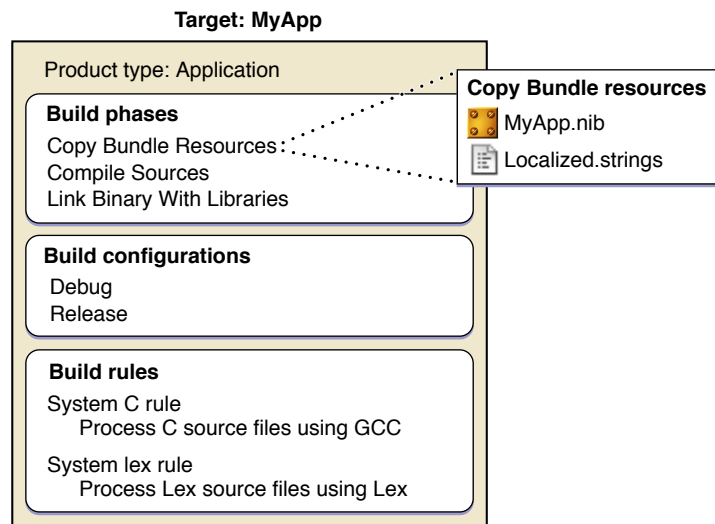 Target: MyApp
Product type: Application
Build phases
Copy Bundle Resources
Compile Sources
Link Binary With Libraries
Copy Bundle resources
MyApp.nib
Localized.strings
Build configurations
Debug
Release
Build rules
System C rule
Process C source files using GCC
System lex rule
Process Lex source files using Lex